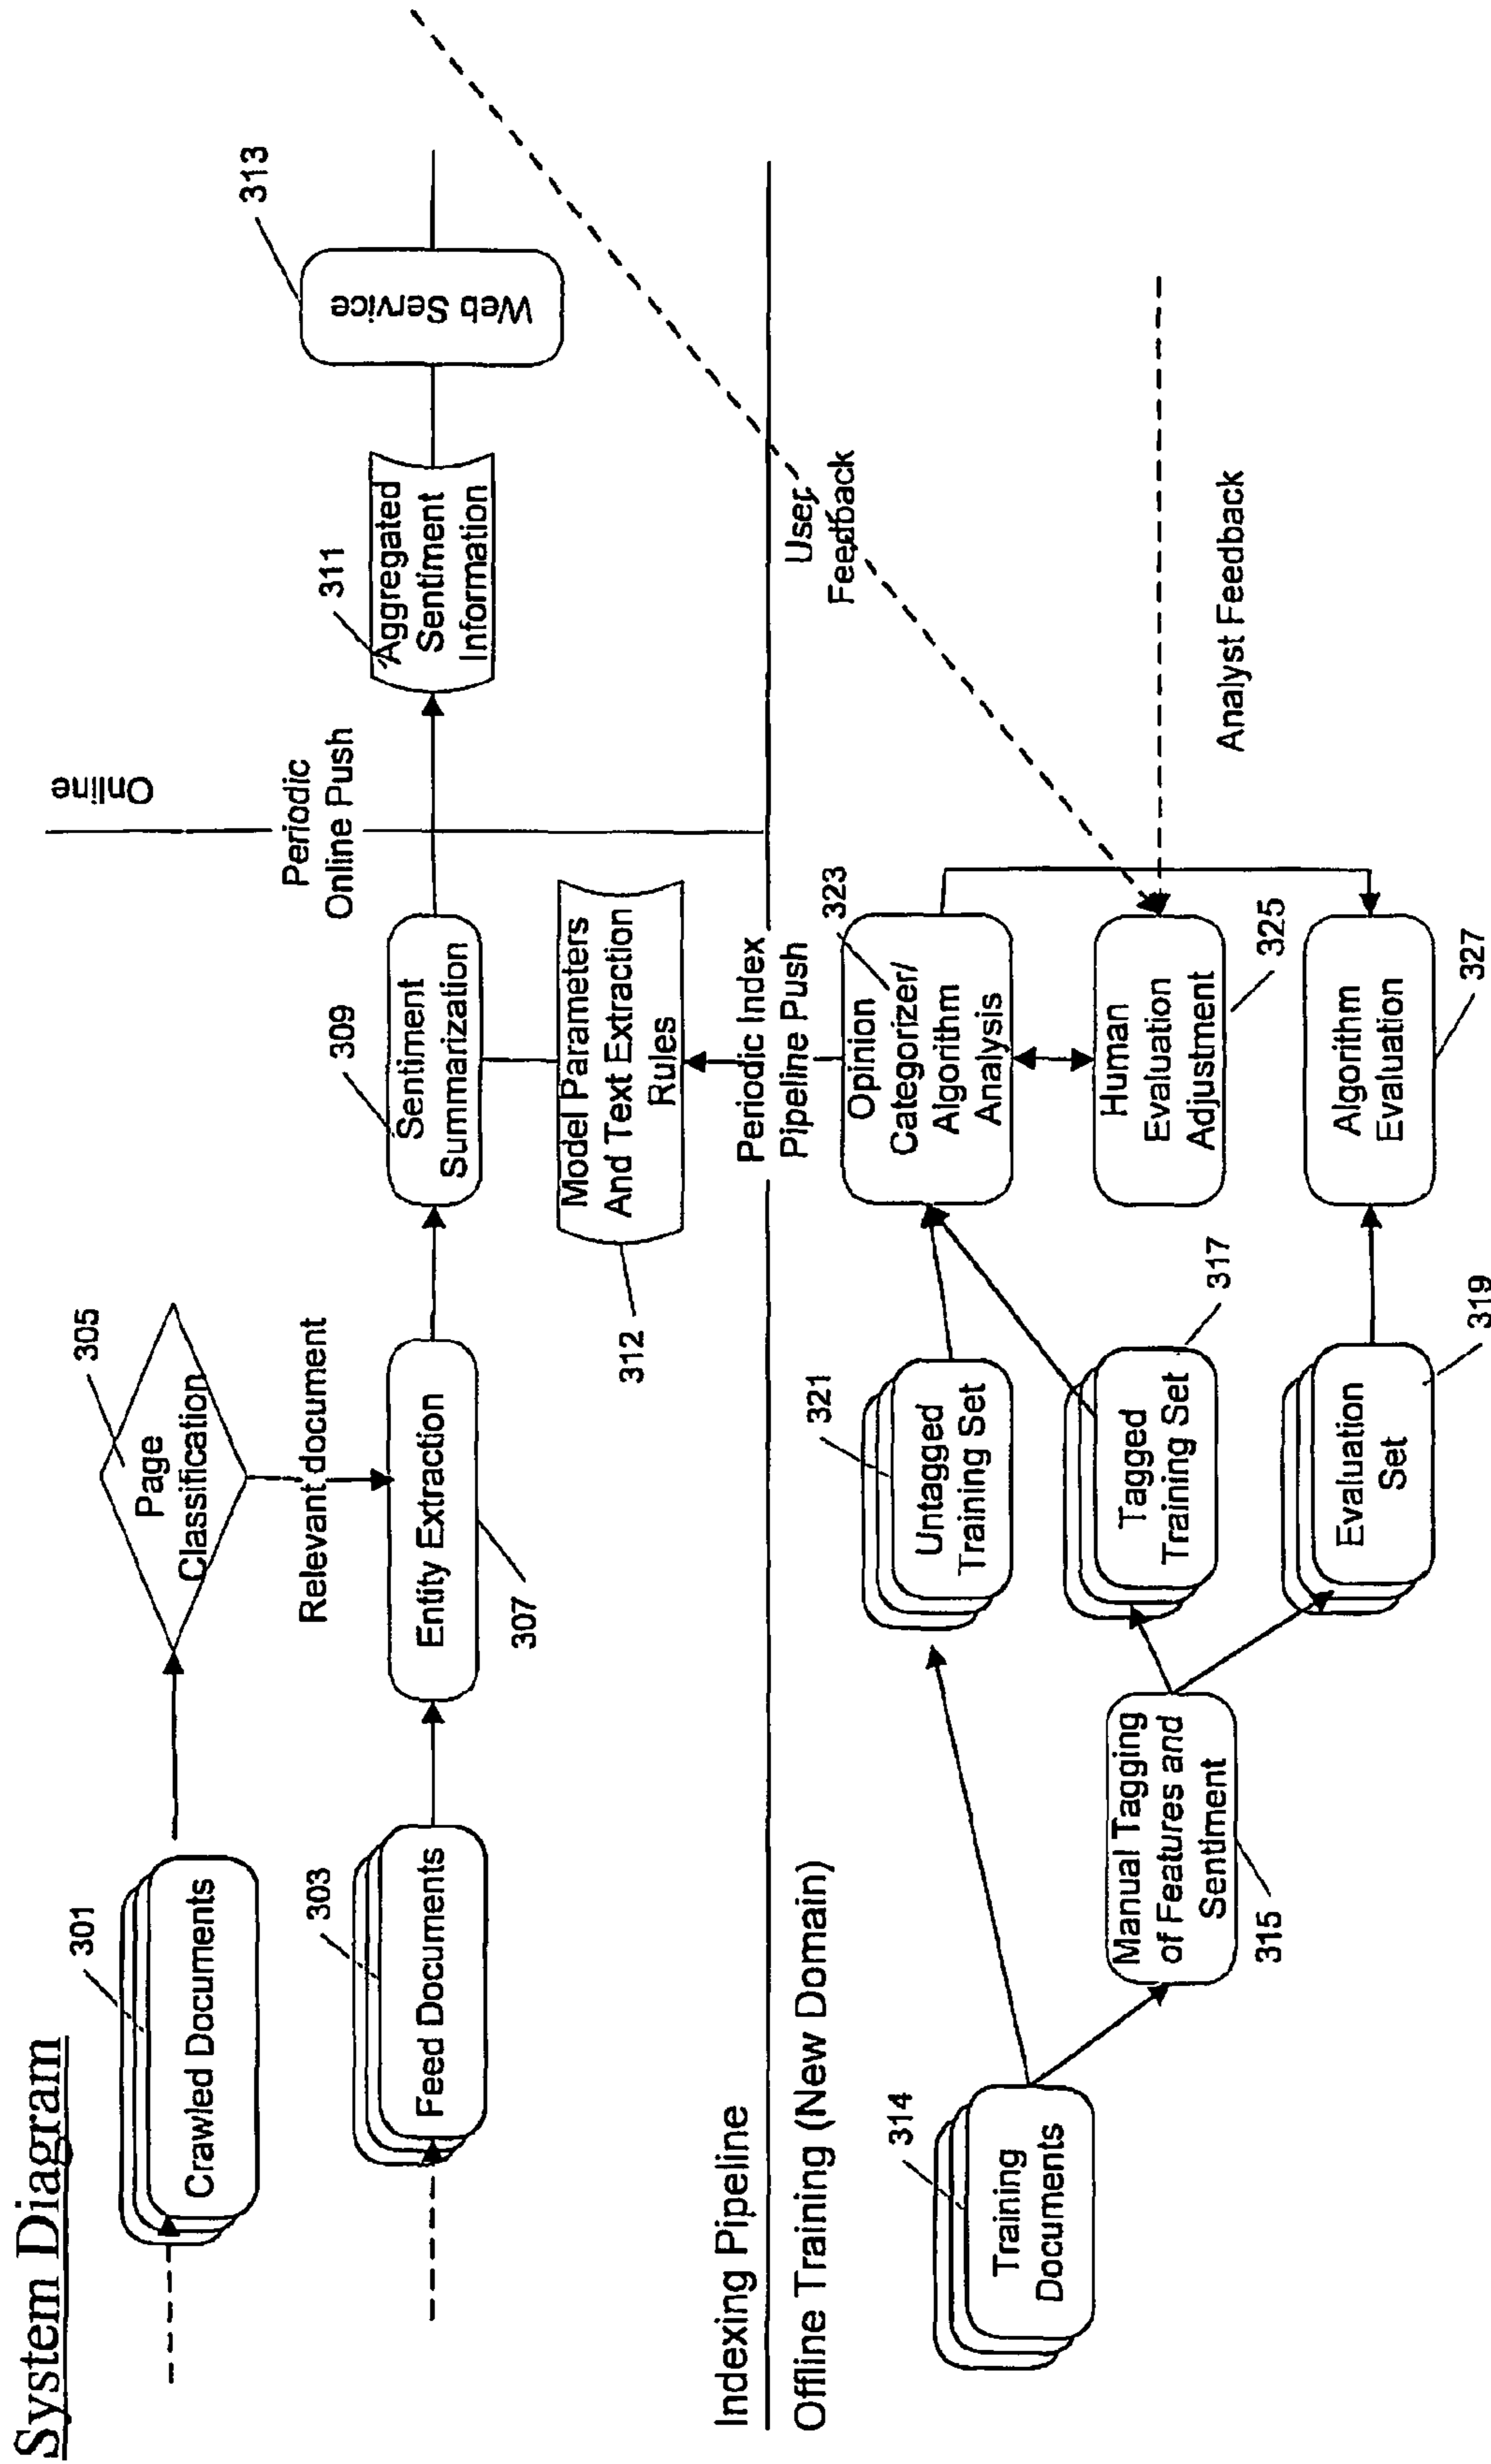 System Diagram
301
Crawled Documents
305
Page
Classification
Relevant document
303
Feed Documents
Entity Extraction
307
309
Sentiment
Summarization
Periodic
Online Push
Online
311
Aggregated
Sentiment
Information
313
Web Service
Model Parameters
And Text Extraction
Rules
312
Indexing Pipeline
Periodic Index
Pipeline Push
User
Feedback
Offline Training (New Domain)
314
Training
Documents
Manual Tagging
of Features and
Sentiment
315
321
Untagged
Training Set
Tagged
Training Set
317
Evaluation
Set
319
323
Opinion
Categorizer/
Algorithm
Analysis
Human
Evaluation
Adjustment
325
Algorithm
Evaluation
327
Analyst Feedback